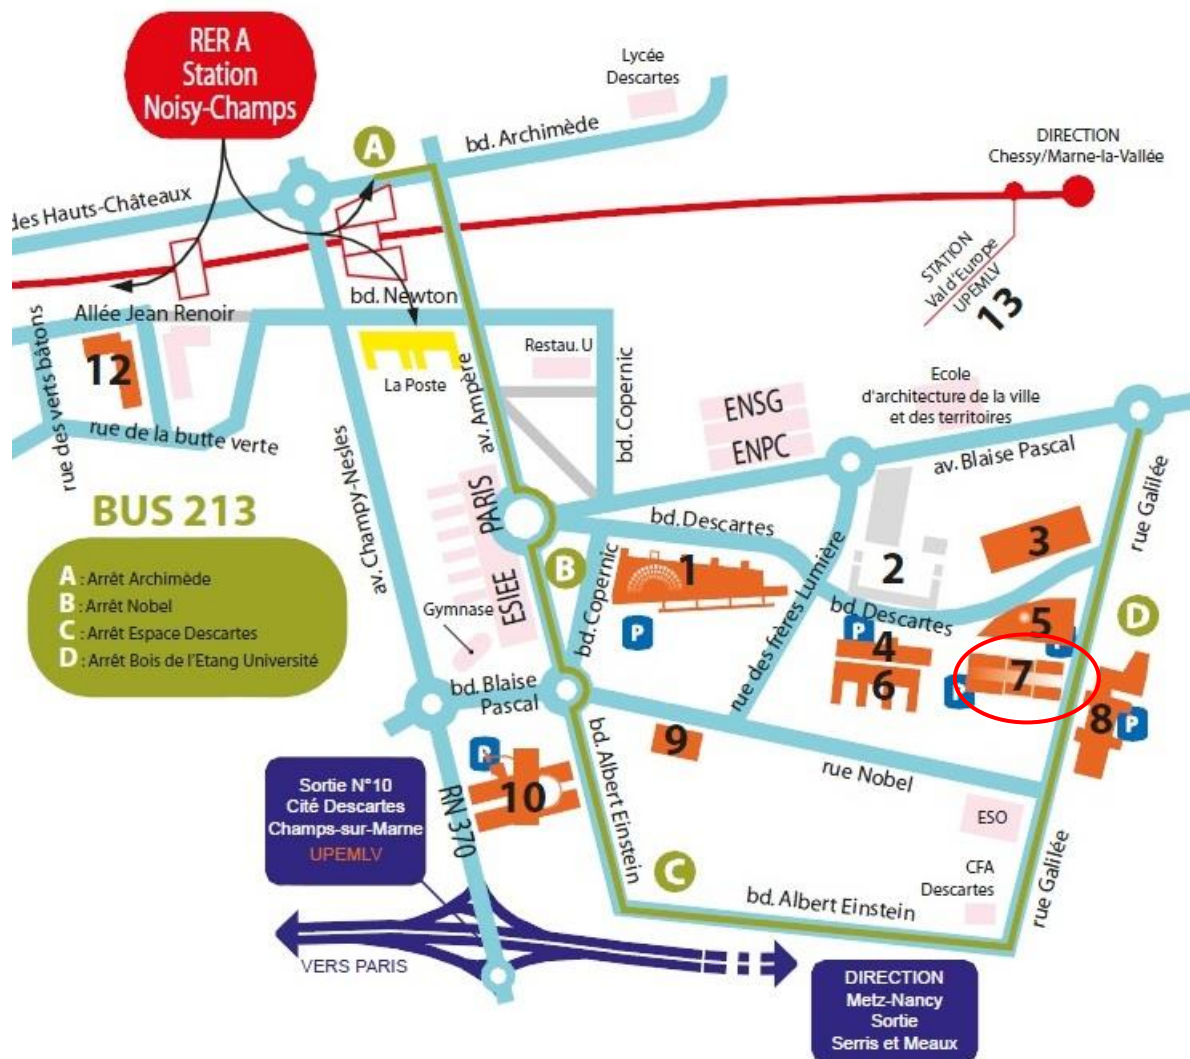 RER A
Station
Noisy-Champs
Lycée
Descartes
bd. Archimède
A
DIRECTION
Chessy/Marne-la-Vallée
des Hauts-Châteaux
STATION
Val d'Europe
UPEMLV
13
bd. Newton
Allée Jean Renoir
12
La Poste
Restau. U
av. Ampère
bd. Copernic
rue des verts bâtons
rue de la butte verte
av. Champy-Nesles
ENSG
ENPC
Ecole
d'architecture de la ville
et des territoires
av. Blaise Pascal
rue Galilée
BUS 213
A : Arrêt Archimède
B : Arrêt Nobel
C : Arrêt Espace Descartes
D : Arrêt Bois de l'Etang Université
PARIS
ESIEE
Gymnase
B
bd. Copernic
bd. Descartes
1
P
2
3
rue des frères Lumière
bd. Descartes
P
4
6
5
P
7
P
D
8
P
bd. Blaise
Pascal
9
rue Nobel
P
10
RN 370
bd. Albert Einstein
C
ESO
CFA
Descartes
bd. Albert Einstein
rue Galilée
Sortie N°10
Cité Descartes
Champs-sur-Marne
UPEMLV
VERS PARIS
DIRECTION
Metz-Nancy
Sortie
Serris et Meaux